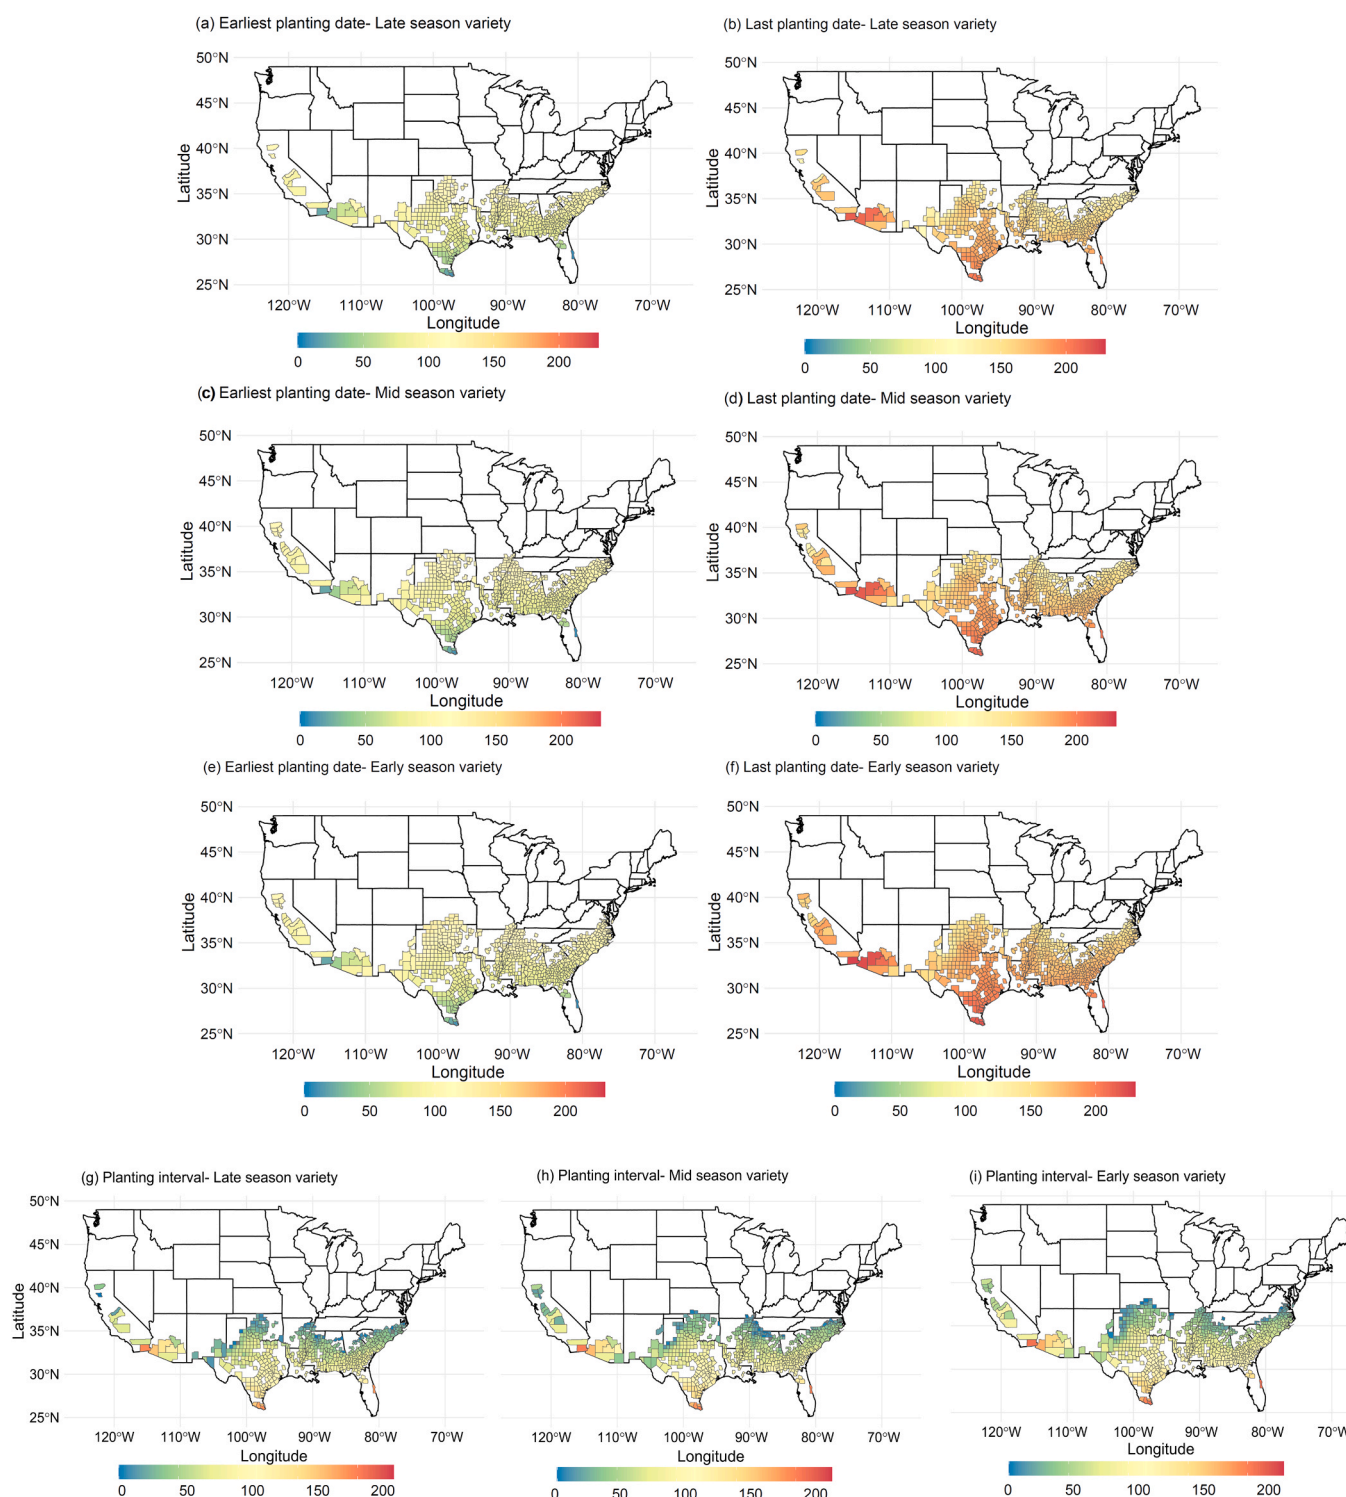 (a) Earliest planting date- Late season variety
50°N
45°N
40°N
35°N
30°N
25°N
Latitude
120°W 110°W 100°W 90°W 80°W 70°W
Longitude
0 50 100 150 200
(b) Last planting date- Late season variety
50°N
45°N
40°N
35°N
30°N
25°N
Latitude
120°W 110°W 100°W 90°W 80°W 70°W
Longitude
0 50 100 150 200
(c) Earliest planting date- Mid season variety
50°N
45°N
40°N
35°N
30°N
25°N
Latitude
120°W 110°W 100°W 90°W 80°W 70°W
Longitude
0 50 100 150 200
(d) Last planting date- Mid season variety
50°N
45°N
40°N
35°N
30°N
25°N
Latitude
120°W 110°W 100°W 90°W 80°W 70°W
Longitude
0 50 100 150 200
(e) Earliest planting date- Early season variety
50°N
45°N
40°N
35°N
30°N
25°N
Latitude
120°W 110°W 100°W 90°W 80°W 70°W
Longitude
0 50 100 150 200
(f) Last planting date- Early season variety
50°N
45°N
40°N
35°N
30°N
25°N
Latitude
120°W 110°W 100°W 90°W 80°W 70°W
Longitude
0 50 100 150 200
(g) Planting interval- Late season variety
50°N
45°N
40°N
35°N
30°N
25°N
Latitude
120°W 110°W 100°W 90°W 80°W 70°W
Longitude
0 50 100 150 200
(h) Planting interval- Mid season variety
120°W 110°W 100°W 90°W 80°W 70°W
Longitude
0 50 100 150 200
(i) Planting interval- Early season variety
120°W 110°W 100°W 90°W 80°W
Longitude
0 50 100 150 200